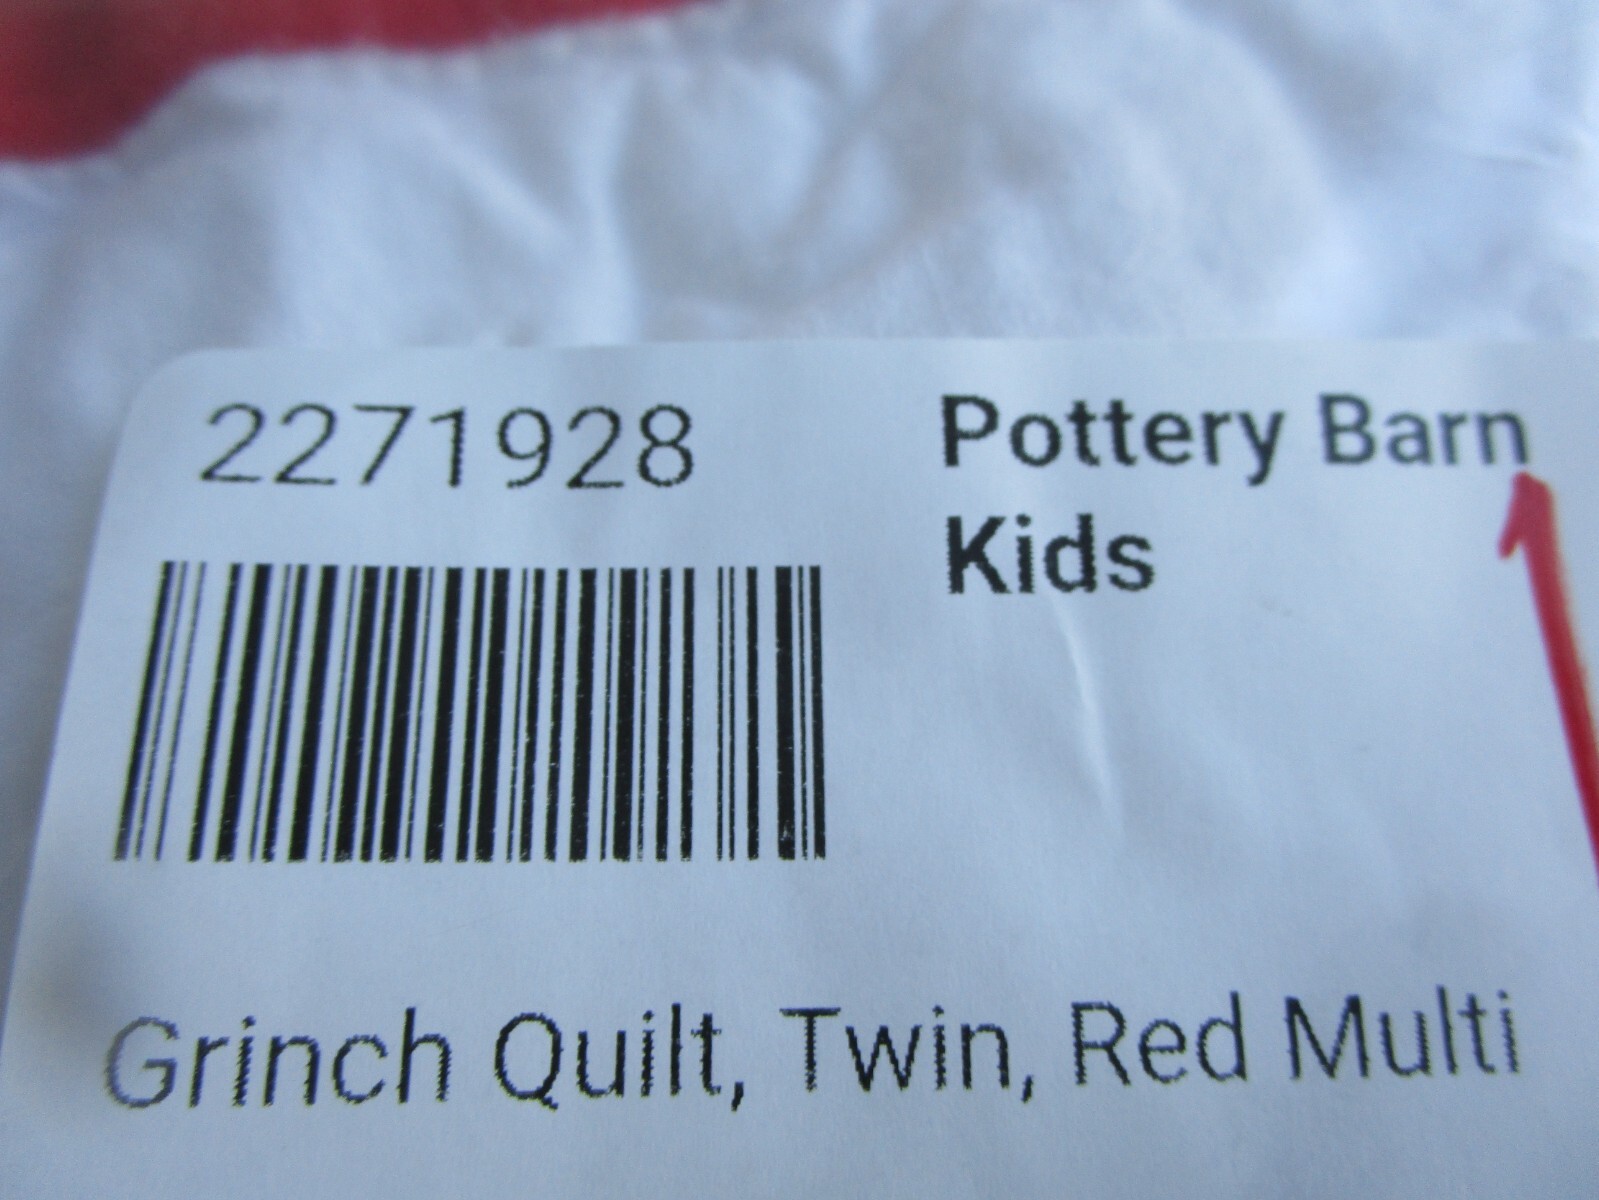 2271928
Pottery Barn
Kids
Grinch Quilt, Twin, Red Multi